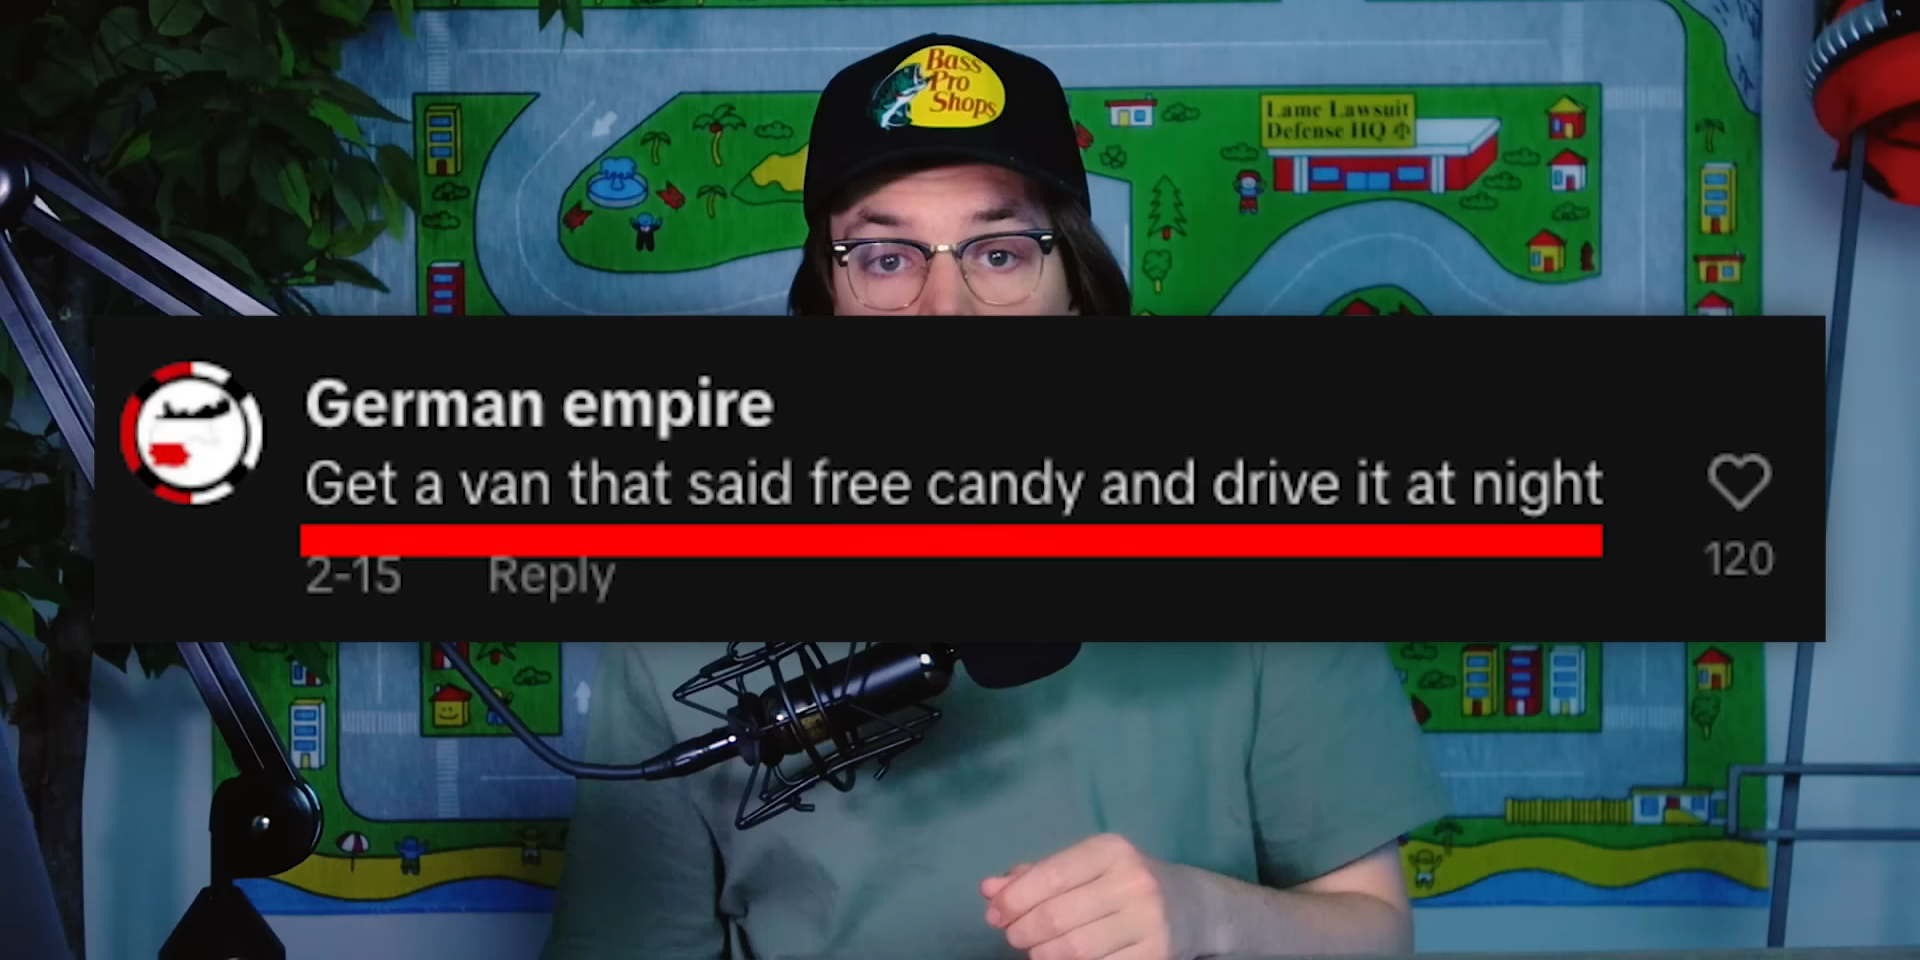 Bass
Pro
Shops
Lame Lawsuit
Defense HQ
German empire
Get a van that said free candy and drive it at night
2-15 Reply
120